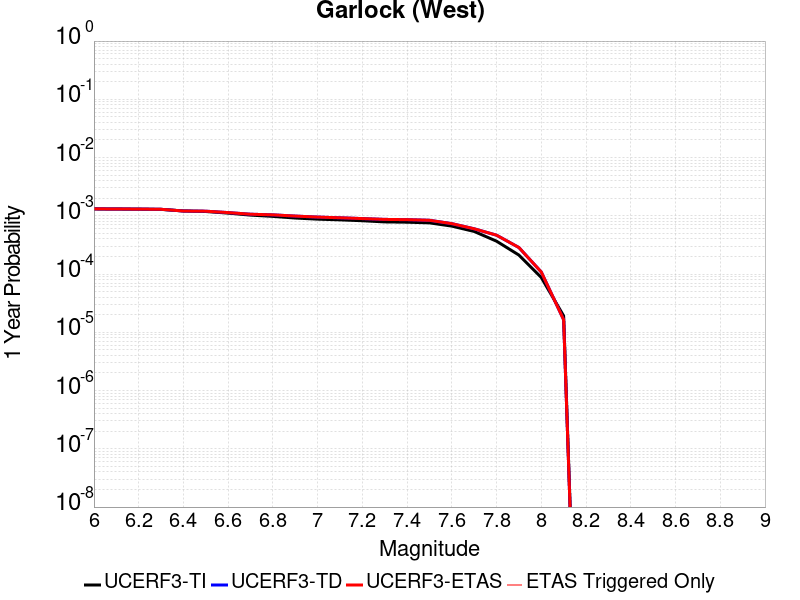 Garlock (West)
10^0
10^-1
10^-2
10^-3
10^-4
10^-5
10^-6
10^-7
10^-8
1 Year Probability
6 6.2 6.4 6.6 6.8 7 7.2 7.4 7.6 7.8 8 8.2 8.4 8.6 8.8 9
Magnitude
UCERF3-TI UCERF3-TD UCERF3-ETAS ETAS Triggered Only